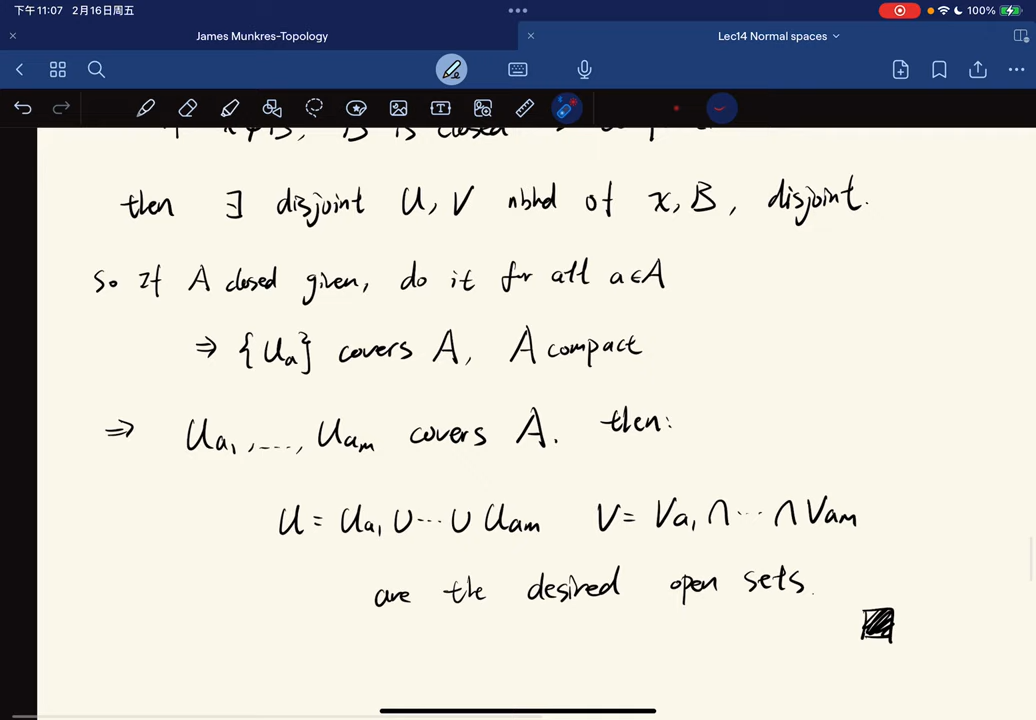 下午11:07 2月16日周五
100%
James Munkres-Topology
Lec14 Normal spaces
is closed
then ∃ disjoint U, V nbhd of x, B, disjoint.
So If A closed given, do it for all a∈A
⇒ {Ua} covers A, A compact
⇒ Ua₁, ..., Uam covers A. then:
U = Ua₁ ∪ ... ∪ Uam V = Va₁ ∩ ... ∩ Vam
are the desired open sets.